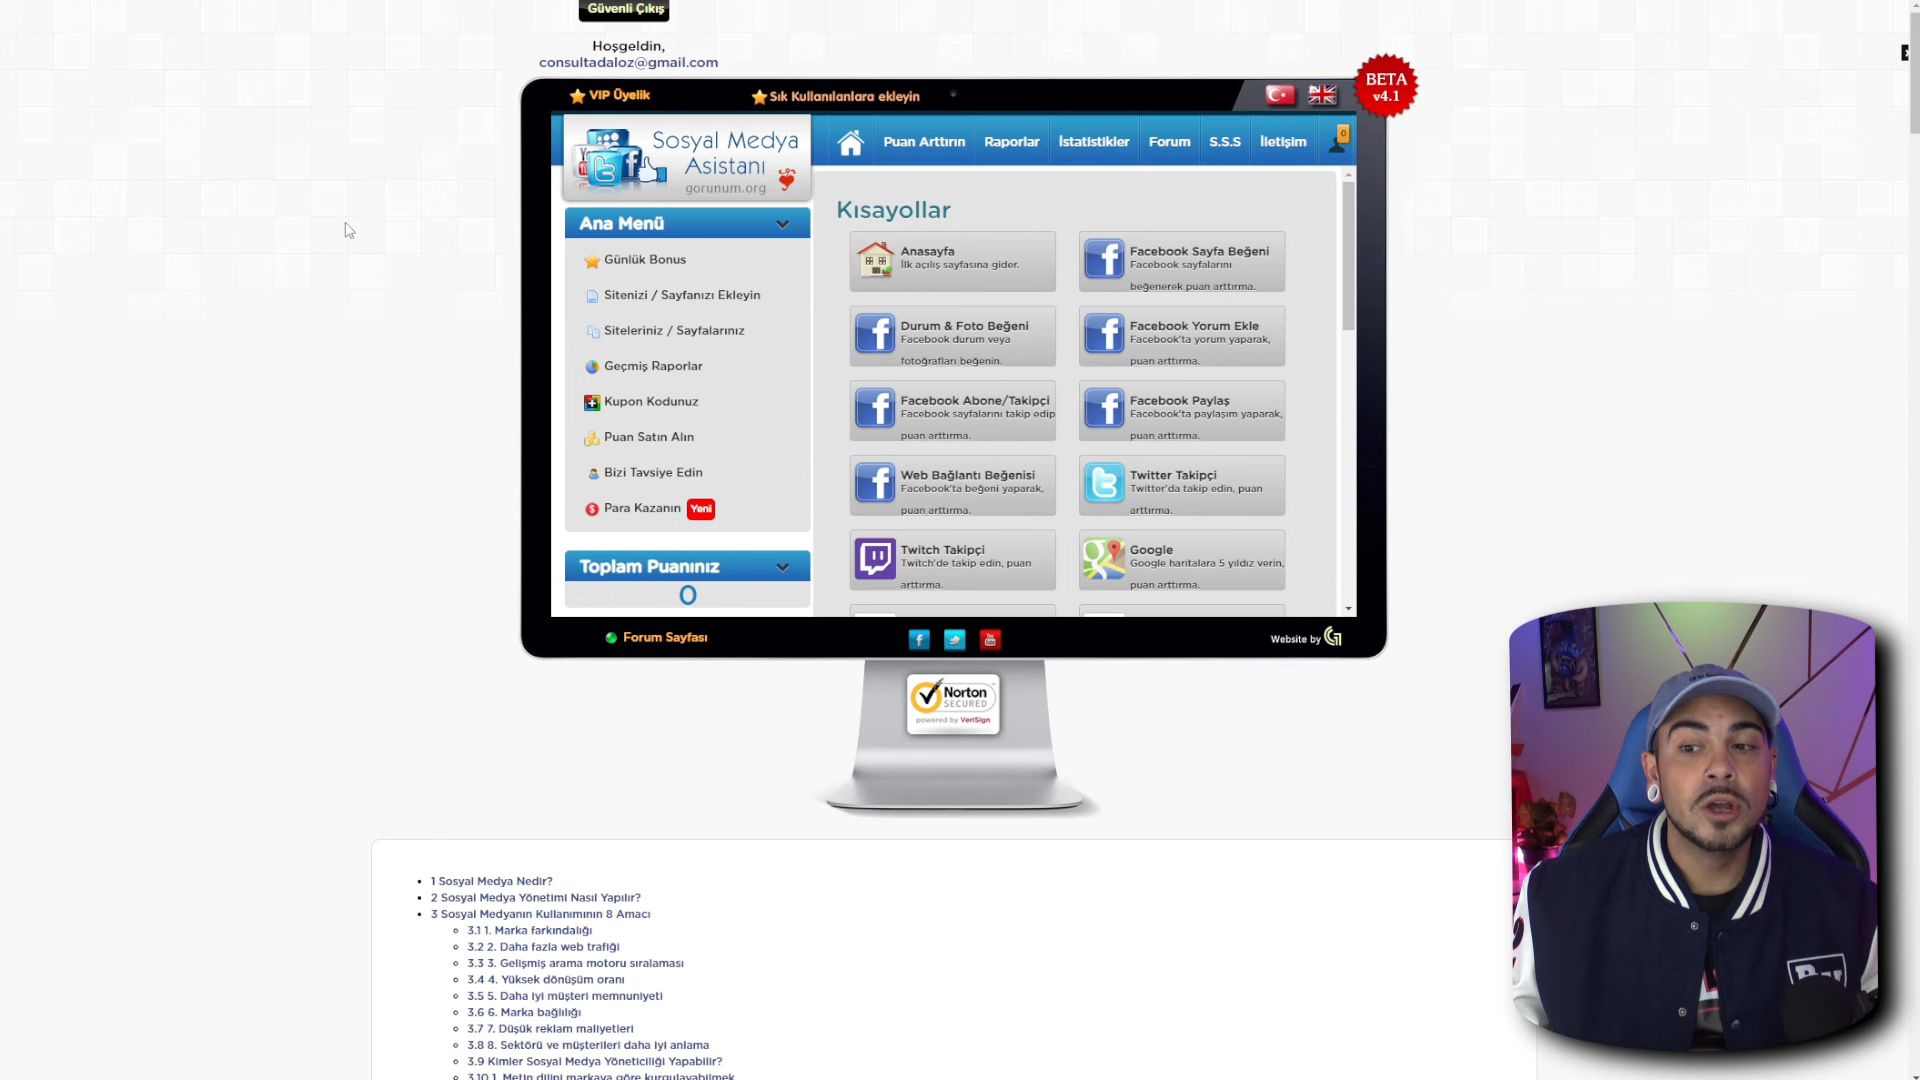 Güvenli Çıkış
Hoşgeldin,
consultadaloz@gmail.com
VIP Üyelik
Sık Kullanılanlara ekleyin
BETA
v4.1
Sosyal Medya
Asistanı
gorunum.org
Puan Arttırın
Raporlar
İstatistikler
Forum
S.S.S
İletişim
0
Ana Menü
Günlük Bonus
Sitenizi / Sayfanızı Ekleyin
Siteleriniz / Sayfalarınız
Geçmiş Raporlar
Kupon Kodunuz
Puan Satın Alın
Bizi Tavsiye Edin
Para Kazanın Yeni
Toplam Puanınız
0
Kısayollar
Anasayfa
İlk açılış sayfasına gider.
Facebook Sayfa Beğeni
Facebook sayfalarını
beğenerek puan arttırma.
Durum & Foto Beğeni
Facebook durum veya
fotoğrafları beğenin.
Facebook Yorum Ekle
Facebook'ta yorum yaparak,
puan arttırma.
Facebook Abone/Takipçi
Facebook sayfalarını takip edip
puan arttırma.
Facebook Paylaş
Facebook'ta paylaşım yaparak,
puan arttırma.
Web Bağlantı Beğenisi
Facebook'ta beğeni yaparak,
puan arttırma.
Twitter Takipçi
Twitter'da takip edin, puan
arttırma.
Twitch Takipçi
Twitch'de takip edin, puan
arttırma.
Google
Google haritalara 5 yıldız verin,
puan arttırma.
Forum Sayfası
Website by
Norton
SECURED
powered by VeriSign
1 Sosyal Medya Nedir?
2 Sosyal Medya Yönetimi Nasıl Yapılır?
3 Sosyal Medyanın Kullanımının 8 Amacı
3.1 1. Marka farkındalığı
3.2 2. Daha fazla web trafiği
3.3 3. Gelişmiş arama motoru sıralaması
3.4 4. Yüksek dönüşüm oranı
3.5 5. Daha iyi müşteri memnuniyeti
3.6 6. Marka bağlılığı
3.7 7. Düşük reklam maliyetleri
3.8 8. Sektörü ve müşterileri daha iyi anlama
3.9 Kimler Sosyal Medya Yöneticiliği Yapabilir?
3.10 1. Metin dilini markaya göre kurgulayabilmek